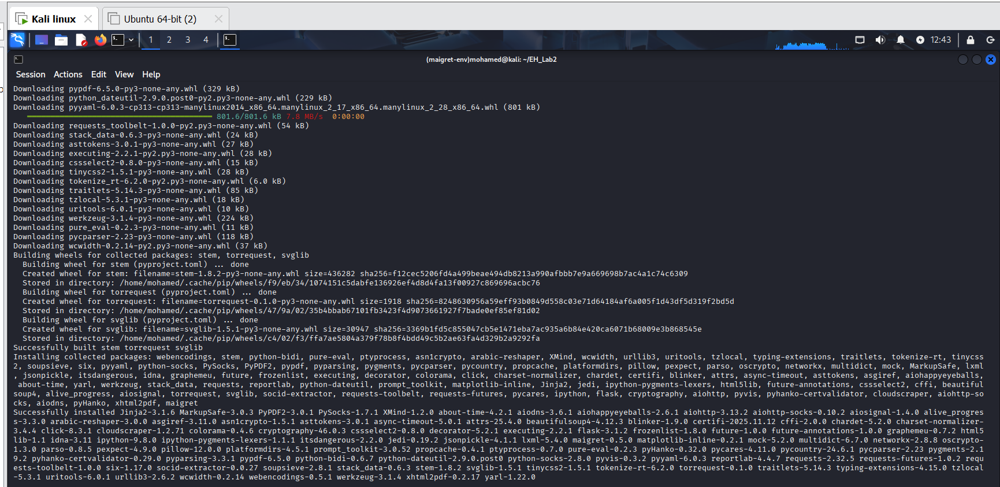 Kali linux
Ubuntu 64-bit (2)
1 2 3 4
12:43
(maigret-env)mohamed@kali: ~/EH_Lab2
Session Actions Edit View Help
Downloading pypdf-6.5.0-py3-none-any.whl (329 kB)
Downloading python_dateutil-2.9.0.post0-py2.py3-none-any.whl (229 kB)
Downloading pyyaml-6.0.3-cp313-cp313-manylinux2014_x86_64.manylinux_2_17_x86_64.manylinux_2_28_x86_64.whl (801 kB)
801.6/801.6 kB 7.8 MB/s 0:00:00
Downloading requests_toolbelt-1.0.0-py2.py3-none-any.whl (54 kB)
Downloading stack_data-0.6.3-py3-none-any.whl (24 kB)
Downloading asttokens-3.0.1-py3-none-any.whl (27 kB)
Downloading executing-2.2.1-py2.py3-none-any.whl (28 kB)
Downloading cssselect2-0.8.0-py3-none-any.whl (15 kB)
Downloading tinycss2-1.5.1-py3-none-any.whl (28 kB)
Downloading tokenize_rt-6.2.0-py2.py3-none-any.whl (6.0 kB)
Downloading traitlets-5.14.3-py3-none-any.whl (85 kB)
Downloading tzlocal-5.3.1-py3-none-any.whl (18 kB)
Downloading uritools-6.0.1-py3-none-any.whl (10 kB)
Downloading werkzeug-3.1.4-py3-none-any.whl (224 kB)
Downloading pure_eval-0.2.3-py3-none-any.whl (11 kB)
Downloading pycparser-2.23-py3-none-any.whl (118 kB)
Downloading wcwidth-0.2.14-py2.py3-none-any.whl (37 kB)
Building wheels for collected packages: stem, torrequest, svglib
Building wheel for stem (pyproject.toml) ... done
Created wheel for stem: filename=stem-1.8.2-py3-none-any.whl size=436282 sha256=f12cec5206fd4a499beae494db8213a990afbbb7e9a669698b7ac4a1c74c6309
Stored in directory: /home/mohamed/.cache/pip/wheels/f9/eb/34/1074151c5dabfe136926ef4d8d4fa13f00927c869696acbc76
Building wheel for torrequest (pyproject.toml) ... done
Created wheel for torrequest: filename=torrequest-0.1.0-py3-none-any.whl size=1918 sha256=8248630956a59eff93b0849d558c03e71d64184af6a005f1d43df5d319f2bd5d
Stored in directory: /home/mohamed/.cache/pip/wheels/47/9a/02/35b4bbab67101fb3423f4d9073661927f7bade0ef85ef81d02
Building wheel for svglib (pyproject.toml) ... done
Created wheel for svglib: filename=svglib-1.5.1-py3-none-any.whl size=30947 sha256=3369b1fd5c855047cb5e1471eba7ac935a6b84e420ca6071b68009e3b868545e
Stored in directory: /home/mohamed/.cache/pip/wheels/c4/02/f3/ffa7ae5804a379f78b8f4bdd49c5b2ae63fa4d329b2a9292fa
Successfully built stem torrequest svglib
Installing collected packages: webencodings, stem, python-bidi, pure-eval, ptyprocess, asn1crypto, arabic-reshaper, XMind, wcwidth, urllib3, uritools, tzlocal, typing-extensions, traitlets, tokenize-rt, tinycss
2, soupsieve, six, pyyaml, python-socks, PySocks, PyPDF2, pypdf, pyparsing, pygments, pycparser, pycountry, propcache, platformdirs, pillow, pexpect, parso, oscrypto, networkx, multidict, mock, MarkupSafe, lxml
, jsonpickle, itsdangerous, idna, graphemeu, future, frozenlist, executing, decorator, colorama, click, charset-normalizer, chardet, certifi, blinker, attrs, async-timeout, asttokens, asgiref, aiohappyeyeballs,
about-time, yarl, werkzeug, stack_data, requests, reportlab, python-dateutil, prompt_toolkit, matplotlib-inline, Jinja2, jedi, ipython-pygments-lexers, html5lib, future-annotations, cssselect2, cffi, beautiful
soup4, alive_progress, aiosignal, torrequest, svglib, socid-extractor, requests-toolbelt, requests-futures, pycares, ipython, flask, cryptography, aiohttp, pyvis, pyhanko-certvalidator, cloudscraper, aiohttp-so
cks, aiodns, pyHanko, xhtml2pdf, maigret
Successfully installed Jinja2-3.1.6 MarkupSafe-3.0.3 PyPDF2-3.0.1 PySocks-1.7.1 XMind-1.2.0 about-time-4.2.1 aiodns-3.6.1 aiohappyeyeballs-2.6.1 aiohttp-3.13.2 aiohttp-socks-0.10.2 aiosignal-1.4.0 alive_progres
s-3.3.0 arabic-reshaper-3.0.0 asgiref-3.11.0 asn1crypto-1.5.1 asttokens-3.0.1 async-timeout-5.0.1 attrs-25.4.0 beautifulsoup4-4.12.3 blinker-1.9.0 certifi-2025.11.12 cffi-2.0.0 chardet-5.2.0 charset-normalizer-
3.4.4 click-8.3.1 cloudscraper-1.2.71 colorama-0.4.6 cryptography-46.0.3 cssselect2-0.8.0 decorator-5.2.1 executing-2.2.1 flask-3.1.2 frozenlist-1.8.0 future-1.0.0 future-annotations-1.0.0 graphemeu-0.7.2 html5
lib-1.1 idna-3.11 ipython-9.8.0 ipython-pygments-lexers-1.1.1 itsdangerous-2.2.0 jedi-0.19.2 jsonpickle-4.1.1 lxml-5.4.0 maigret-0.5.0 matplotlib-inline-0.2.1 mock-5.2.0 multidict-6.7.0 networkx-2.8.8 oscrypto-
1.3.0 parso-0.8.5 pexpect-4.9.0 pillow-12.0.0 platformdirs-4.5.1 prompt_toolkit-3.0.52 propcache-0.4.1 ptyprocess-0.7.0 pure-eval-0.2.3 pyHanko-0.32.0 pycares-4.11.0 pycountry-24.6.1 pycparser-2.23 pygments-2.1
9.2 pyhanko-certvalidator-0.29.0 pyparsing-3.3.1 pypdf-6.5.0 python-bidi-0.6.7 python-dateutil-2.9.0.post0 python-socks-2.8.0 pyvis-0.3.2 pyyaml-6.0.3 reportlab-4.4.7 requests-2.32.5 requests-futures-1.0.2 requ
ests-toolbelt-1.0.0 six-1.17.0 socid-extractor-0.0.27 soupsieve-2.8.1 stack_data-0.6.3 stem-1.8.2 svglib-1.5.1 tinycss2-1.5.1 tokenize-rt-6.2.0 torrequest-0.1.0 traitlets-5.14.3 typing-extensions-4.15.0 tzlocal
-5.3.1 uritools-6.0.1 urllib3-2.6.2 wcwidth-0.2.14 webencodings-0.5.1 werkzeug-3.1.4 xhtml2pdf-0.2.17 yarl-1.22.0